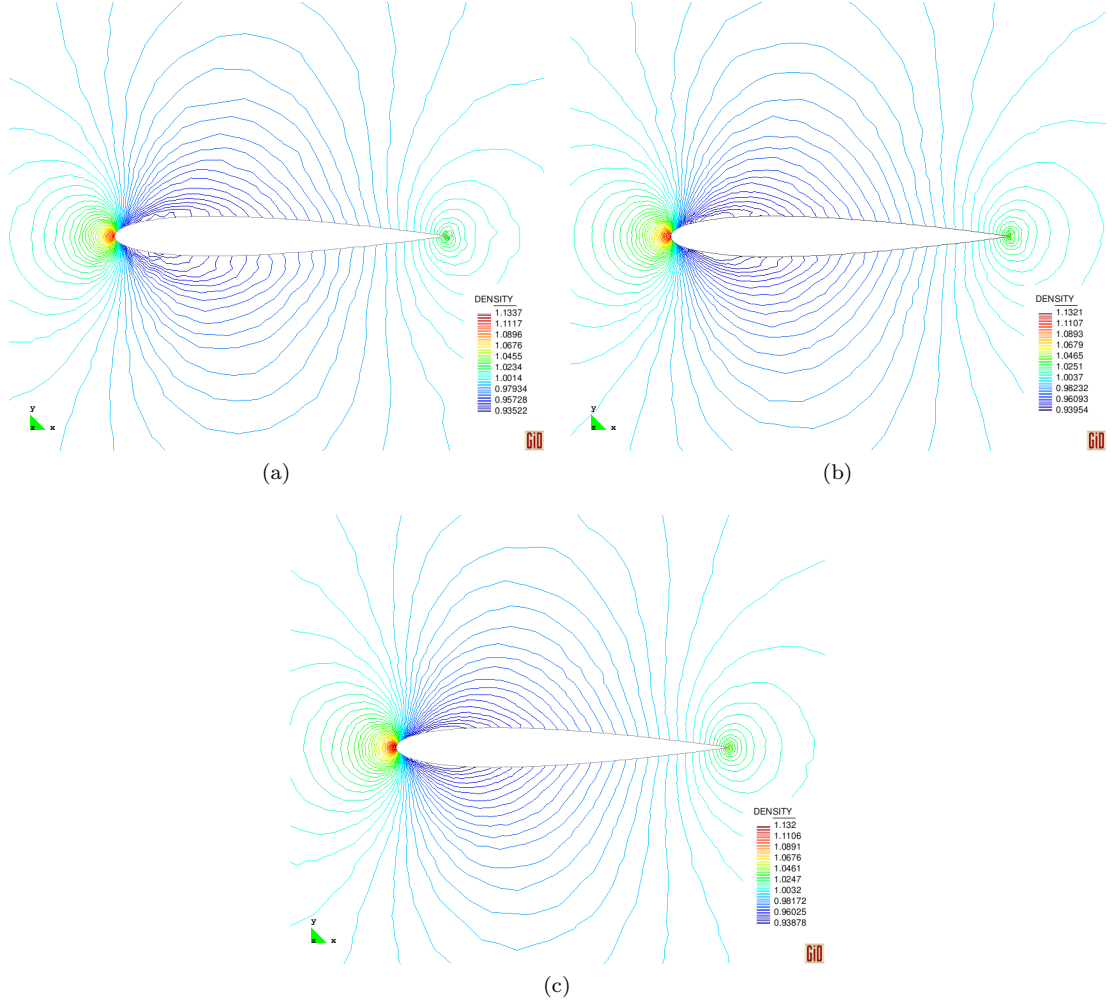 DENSITY
1.1337
1.1117
1.0896
1.0676
1.0455
1.0234
1.0014
0.97934
0.95728
0.93522
y
z x
GiD
(a)
DENSITY
1.1321
1.1107
1.0893
1.0679
1.0465
1.0251
1.0037
0.98232
0.96093
0.93954
y
z x
GiD
(b)
DENSITY
1.132
1.1106
1.0891
1.0676
1.0461
1.0247
1.0032
0.98172
0.96025
0.93878
y
z x
GiD
(c)